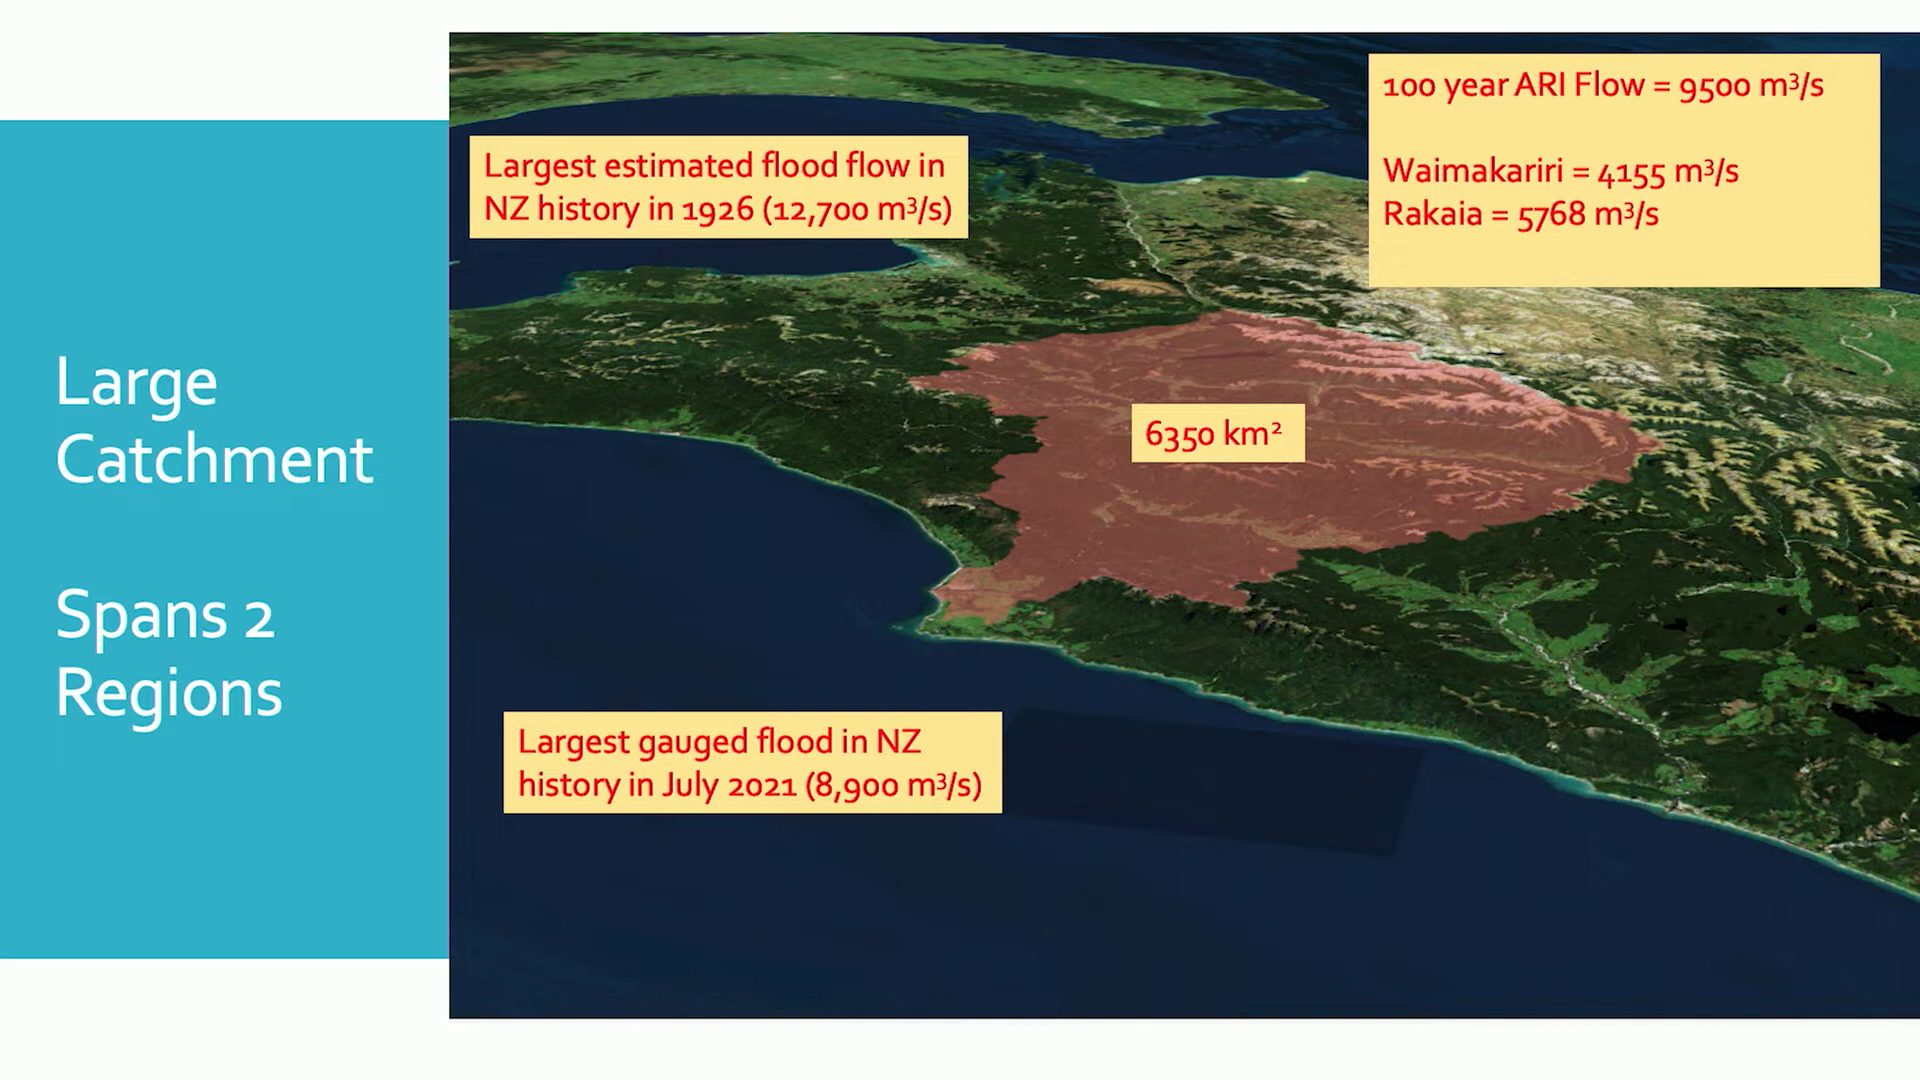 Large
Catchment
Spans 2
Regions
Largest estimated flood flow in
NZ history in 1926 (12,700 m³/s)
100 year ARI Flow = 9500 m³/s
Waimakariri = 4155 m³/s
Rakaia = 5768 m³/s
6350 km²
Largest gauged flood in NZ
history in July 2021 (8,900 m³/s)